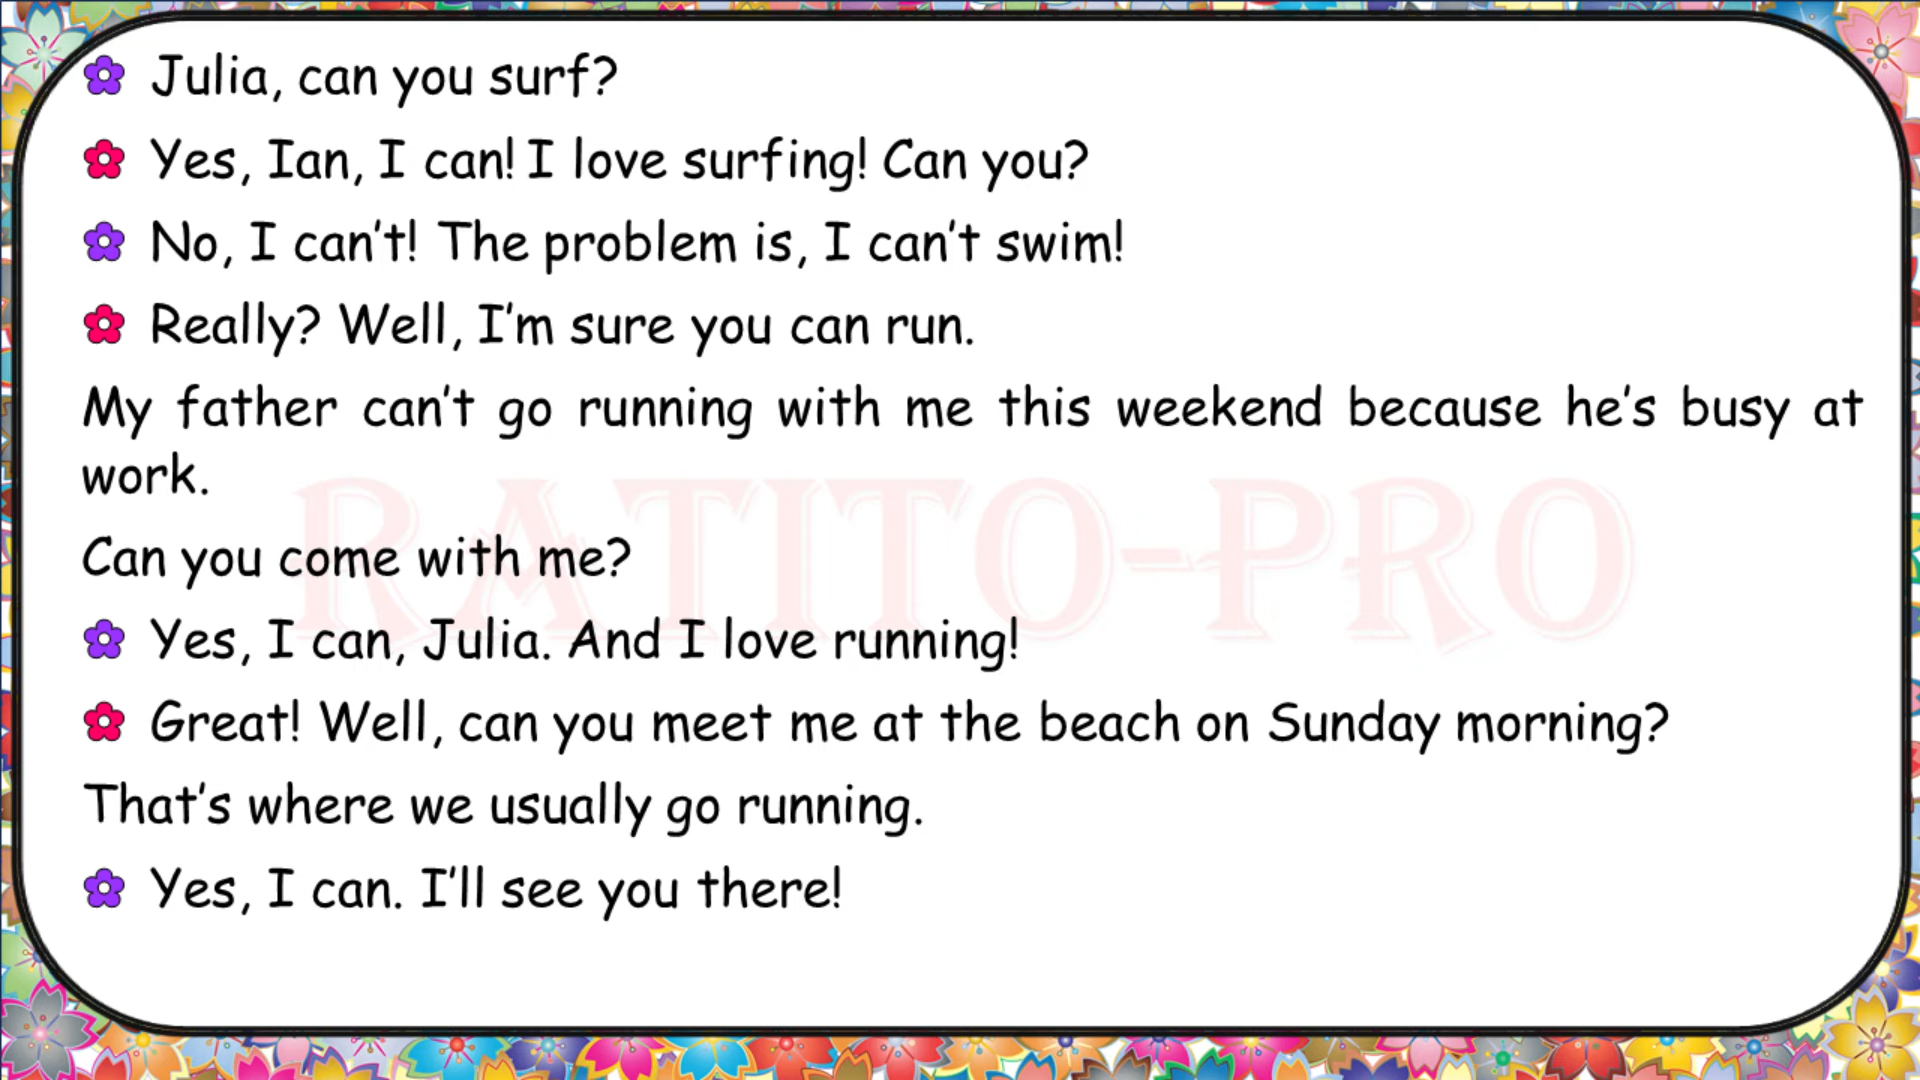 Julia, can you surf?
Yes, Ian, I can! I love surfing! Can you?
No, I can’t! The problem is, I can’t swim!
Really? Well, I’m sure you can run.
My father can’t go running with me this weekend because he’s busy at
work.
RATITO-PRO
Can you come with me?
Yes, I can, Julia. And I love running!
Great! Well, can you meet me at the beach on Sunday morning?
That’s where we usually go running.
Yes, I can. I’ll see you there!